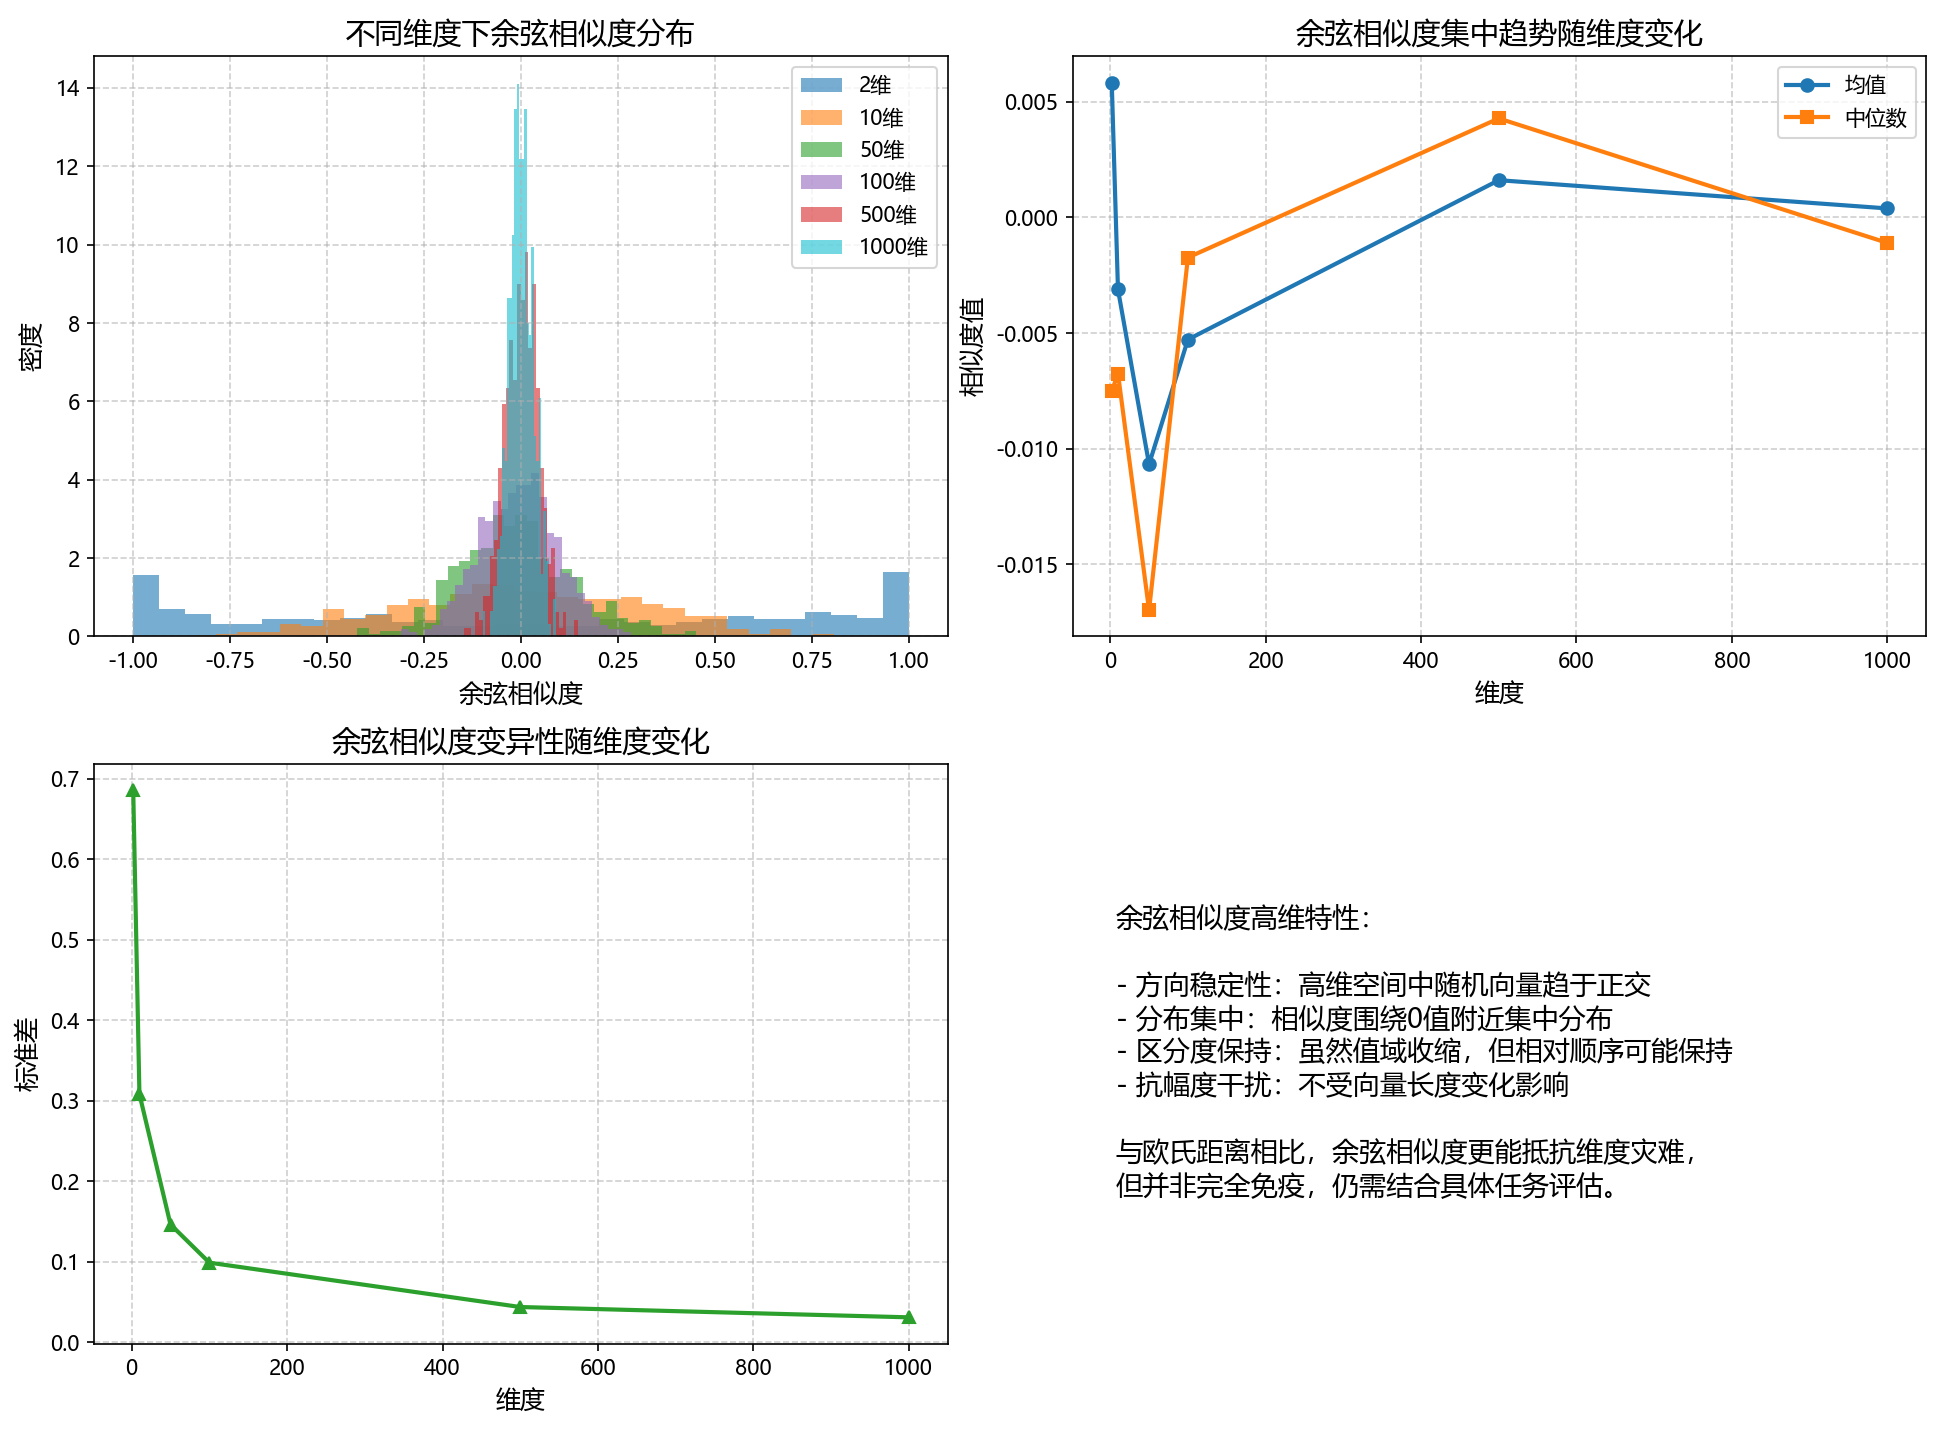 不同维度下余弦相似度分布
14
12
10
8
6
4
2
0
密度
2维
10维
50维
100维
500维
1000维
-1.00
-0.75
-0.50
-0.25
0.00
0.25
0.50
0.75
1.00
余弦相似度
余弦相似度集中趋势随维度变化
0.005
0.000
-0.005
-0.010
-0.015
相似度值
均值
中位数
0
200
400
600
800
1000
维度
余弦相似度变异性随维度变化
0.7
0.6
0.5
0.4
0.3
0.2
0.1
0.0
标准差
0
200
400
600
800
1000
维度
余弦相似度高维特性：
- 方向稳定性：高维空间中随机向量趋于正交
- 分布集中：相似度围绕0值附近集中分布
- 区分度保持：虽然值域收缩，但相对顺序可能保持
- 抗幅度干扰：不受向量长度变化影响
与欧氏距离相比，余弦相似度更能抵抗维度灾难，
但并非完全免疫，仍需结合具体任务评估。